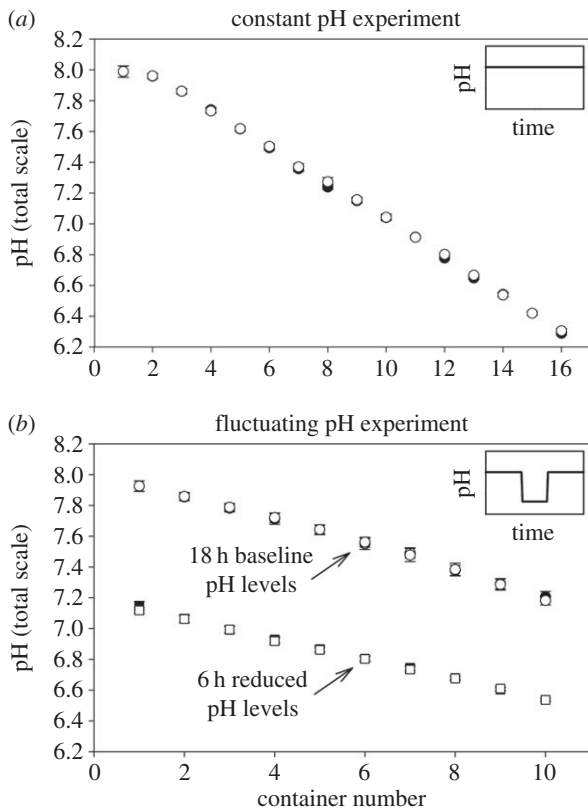 (a) constant pH experiment
8.2
8.0
7.8
7.6
7.4
7.2
7.0
6.8
6.6
6.4
6.2
pH (total scale)
0 2 4 6 8 10 12 14 16
pH
time
(b) fluctuating pH experiment
8.2
8.0
7.8
7.6
7.4
7.2
7.0
6.8
6.6
6.4
6.2
pH (total scale)
pH
time
18 h baseline
pH levels
6 h reduced
pH levels
0 2 4 6 8 10
container number